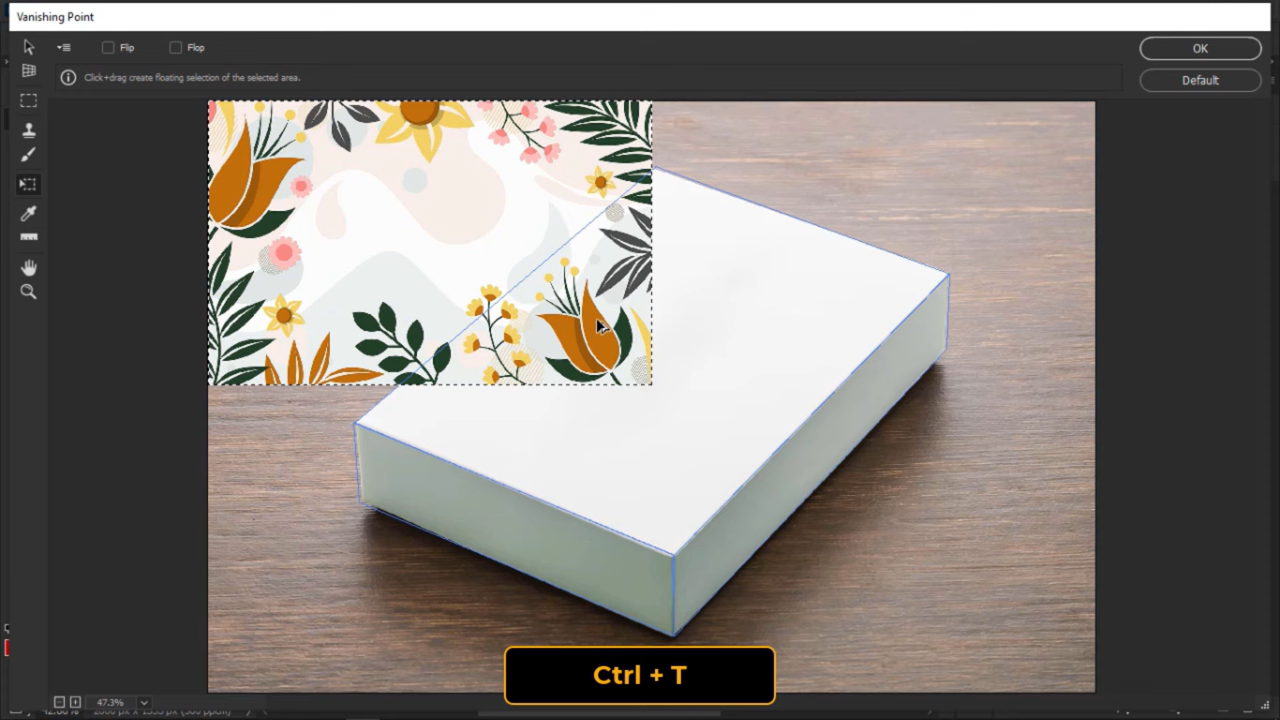 Vanishing Point
Flip
Flop
OK
Click+drag create floating selection of the selected area.
Default
47.3%
Ctrl + T